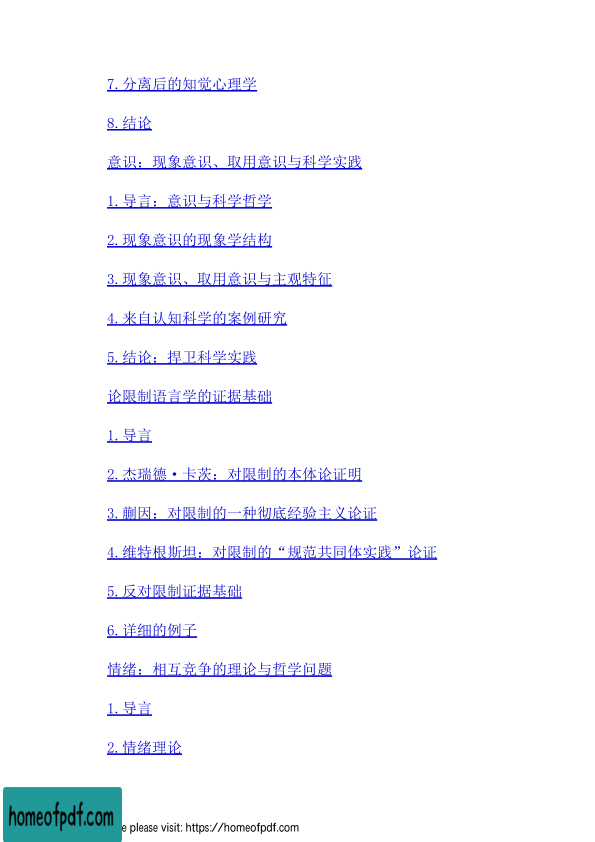 7.分离后的知觉心理学
8.结论
意识：现象意识、取用意识与科学实践
1.导言：意识与科学哲学
2.现象意识的现象学结构
3.现象意识、取用意识与主观特征
4.来自认知科学的案例研究
5.结论：捍卫科学实践
论限制语言学的证据基础
1.导言
2.杰瑞德·卡茨：对限制的本体论证明
3.蒯因：对限制的一种彻底经验主义论证
4.维特根斯坦：对限制的“规范共同体实践”论证
5.反对限制证据基础
6.详细的例子
情绪：相互竞争的理论与哲学问题
1.导言
2.情绪理论
homeofpdf.com
please visit: https://homeofpdf.com